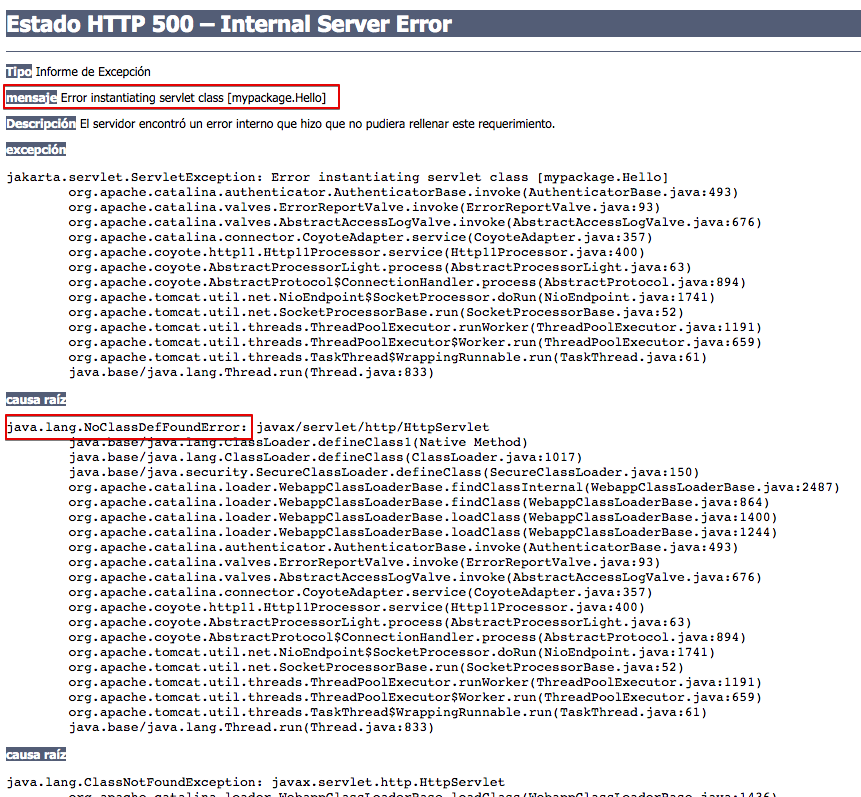 Estado HTTP 500 – Internal Server Error
Tipo Informe de Excepción
mensaje Error instantiating servlet class [mypackage.Hello]
Descripción El servidor encontró un error interno que hizo que no pudiera rellenar este requerimiento.
excepción
jakarta.servlet.ServletException: Error instantiating servlet class [mypackage.Hello]
org.apache.catalina.authenticator.AuthenticatorBase.invoke(AuthenticatorBase.java:493)
org.apache.catalina.valves.ErrorReportValve.invoke(ErrorReportValve.java:93)
org.apache.catalina.valves.AbstractAccessLogValve.invoke(AbstractAccessLogValve.java:676)
org.apache.catalina.connector.CoyoteAdapter.service(CoyoteAdapter.java:357)
org.apache.coyote.http11.Http11Processor.service(Http11Processor.java:400)
org.apache.coyote.AbstractProcessorLight.process(AbstractProcessorLight.java:63)
org.apache.coyote.AbstractProtocol$ConnectionHandler.process(AbstractProtocol.java:894)
org.apache.tomcat.util.net.NioEndpoint$SocketProcessor.doRun(NioEndpoint.java:1741)
org.apache.tomcat.util.net.SocketProcessorBase.run(SocketProcessorBase.java:52)
org.apache.tomcat.util.threads.ThreadPoolExecutor.runWorker(ThreadPoolExecutor.java:1191)
org.apache.tomcat.util.threads.ThreadPoolExecutor$Worker.run(ThreadPoolExecutor.java:659)
org.apache.tomcat.util.threads.TaskThread$WrappingRunnable.run(TaskThread.java:61)
java.base/java.lang.Thread.run(Thread.java:833)
causa raíz
java.lang.NoClassDefFoundError: javax/servlet/http/HttpServlet
java.base/java.lang.ClassLoader.defineClass1(Native Method)
java.base/java.lang.ClassLoader.defineClass(ClassLoader.java:1017)
java.base/java.security.SecureClassLoader.defineClass(SecureClassLoader.java:150)
org.apache.catalina.loader.WebappClassLoaderBase.findClassInternal(WebappClassLoaderBase.java:2487)
org.apache.catalina.loader.WebappClassLoaderBase.findClass(WebappClassLoaderBase.java:864)
org.apache.catalina.loader.WebappClassLoaderBase.loadClass(WebappClassLoaderBase.java:1400)
org.apache.catalina.loader.WebappClassLoaderBase.loadClass(WebappClassLoaderBase.java:1244)
org.apache.catalina.authenticator.AuthenticatorBase.invoke(AuthenticatorBase.java:493)
org.apache.catalina.valves.ErrorReportValve.invoke(ErrorReportValve.java:93)
org.apache.catalina.valves.AbstractAccessLogValve.invoke(AbstractAccessLogValve.java:676)
org.apache.catalina.connector.CoyoteAdapter.service(CoyoteAdapter.java:357)
org.apache.coyote.http11.Http11Processor.service(Http11Processor.java:400)
org.apache.coyote.AbstractProcessorLight.process(AbstractProcessorLight.java:63)
org.apache.coyote.AbstractProtocol$ConnectionHandler.process(AbstractProtocol.java:894)
org.apache.tomcat.util.net.NioEndpoint$SocketProcessor.doRun(NioEndpoint.java:1741)
org.apache.tomcat.util.net.SocketProcessorBase.run(SocketProcessorBase.java:52)
org.apache.tomcat.util.threads.ThreadPoolExecutor.runWorker(ThreadPoolExecutor.java:1191)
org.apache.tomcat.util.threads.ThreadPoolExecutor$Worker.run(ThreadPoolExecutor.java:659)
org.apache.tomcat.util.threads.TaskThread$WrappingRunnable.run(TaskThread.java:61)
java.base/java.lang.Thread.run(Thread.java:833)
causa raíz
java.lang.ClassNotFoundException: javax.servlet.http.HttpServlet
org.apache.catalina.loader.WebappClassLoaderBase.loadClass(WebappClassLoaderBase.java:1436)